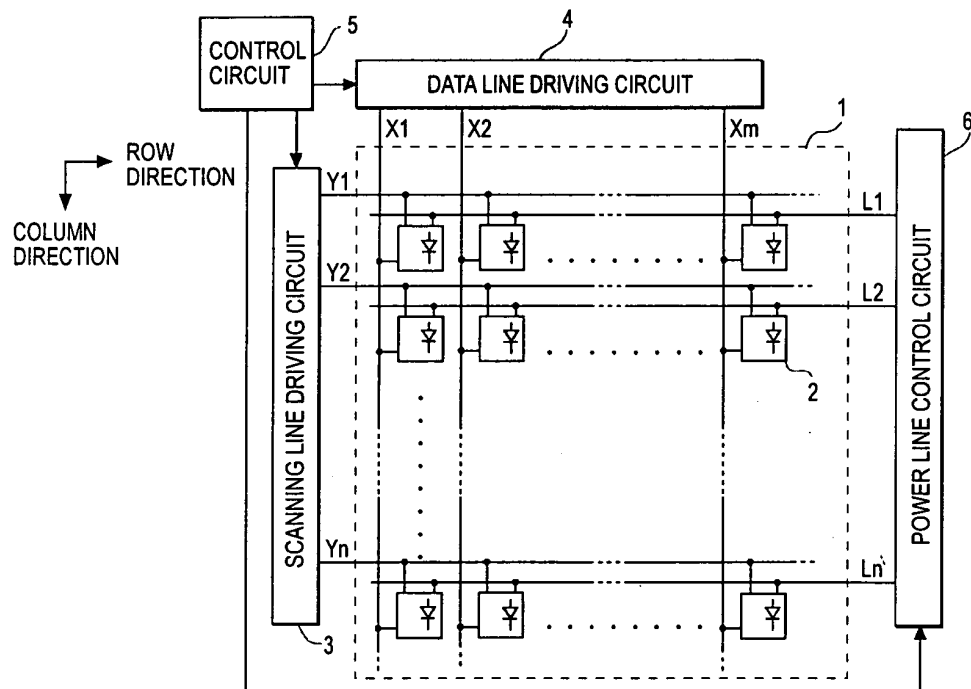 5
CONTROL
CIRCUIT
4
DATA LINE DRIVING CIRCUIT
X1
X2
Xm
1
6
ROW
DIRECTION
COLUMN
DIRECTION
Y1
L1
Y2
L2
2
SCANNING LINE DRIVING CIRCUIT
POWER LINE CONTROL CIRCUIT
Yn
Ln
3